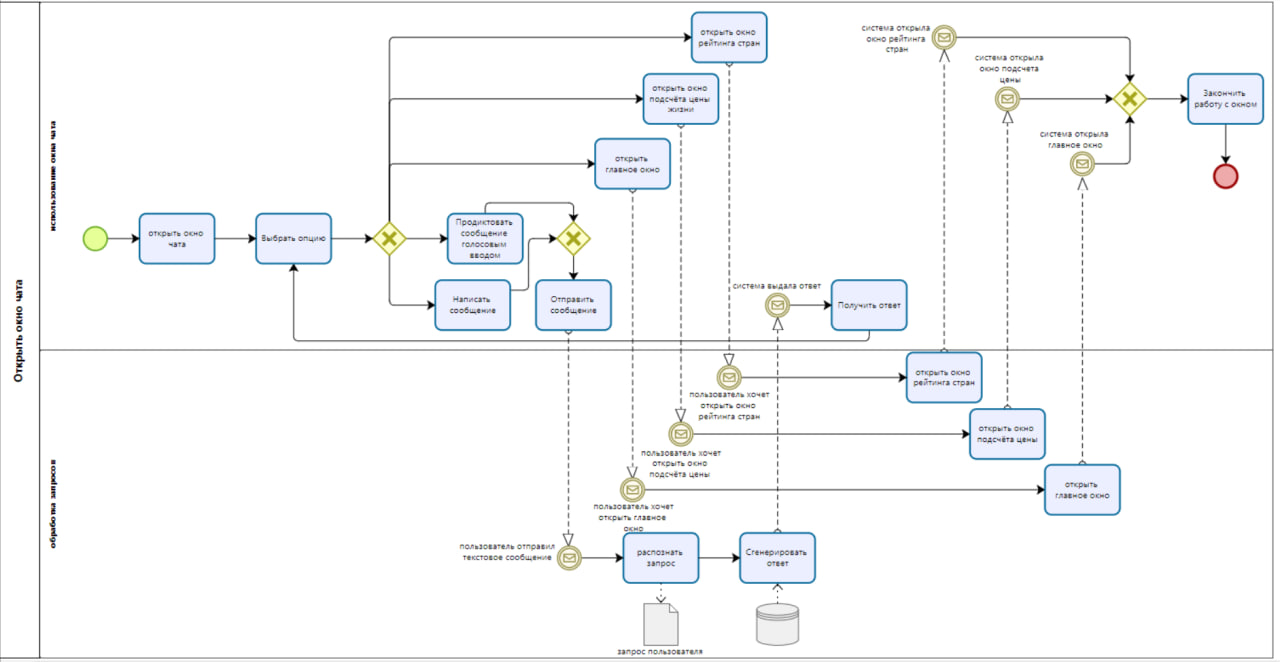 Открыть окно чата
использование окна чата
открыть окно
рейтинга стран
открыть окно
подсчёта цены
жизни
открыть
главное окно
открыть окно
чата
Выбрать опцию
Продиктовать
сообщение
голосовым
вводом
Написать
сообщение
Отправить
сообщение
система выдала ответ
Получить ответ
система открыла
окно рейтинга
стран
система открыла
окно подсчета
цены
система открыла
главное окно
Закончить
работу с окном
обработка запросов
пользователь хочет
открыть окно
рейтинга стран
открыть окно
рейтинга стран
пользователь хочет
открыть окно
подсчёта цены
открыть окно
подсчёта цены
пользователь хочет
открыть главное
окно
открыть
главное окно
пользователь отправил
текстовое сообщение
распознать
запрос
Сгенерировать
ответ
запрос пользователя